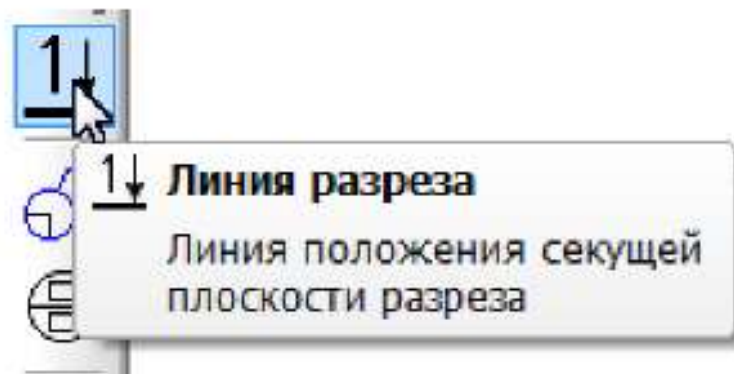 1
1 Линия разреза
Линия положения секущей
плоскости разреза